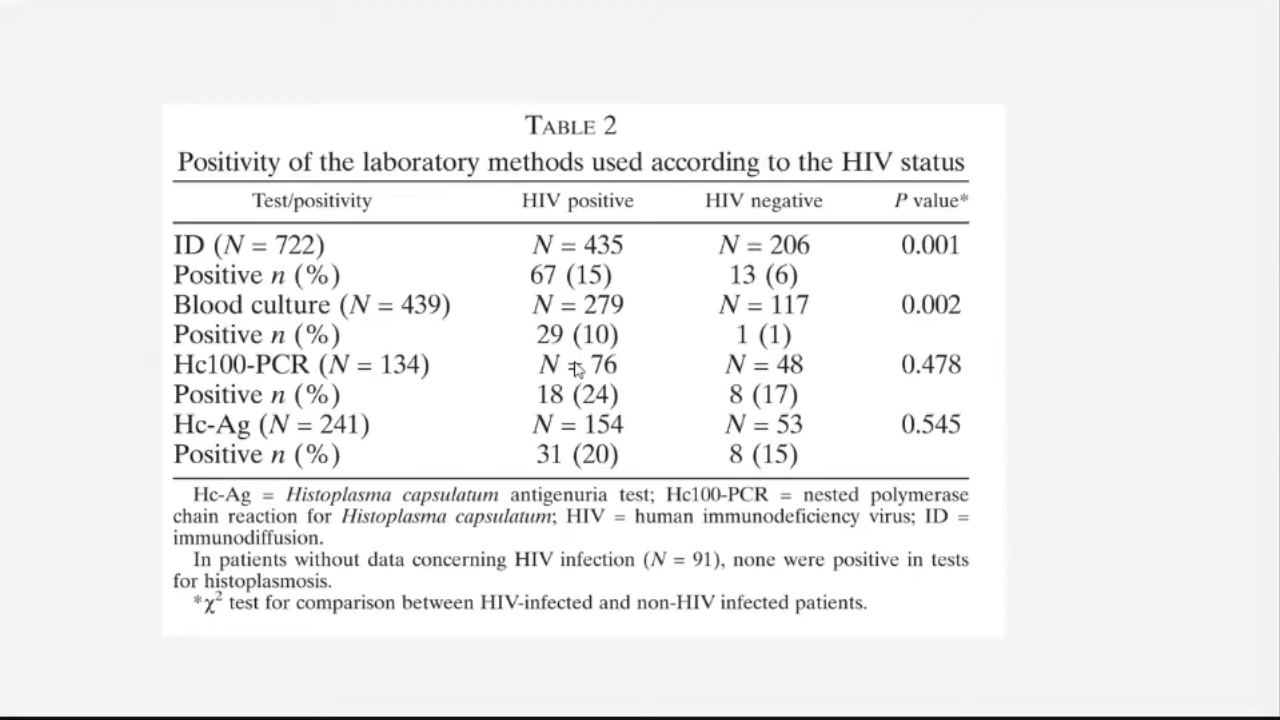 TABLE 2
Positivity of the laboratory methods used according to the HIV status
Test/positivity HIV positive HIV negative P value*
ID (N = 722) N = 435 N = 206 0.001
Positive n (%) 67 (15) 13 (6)
Blood culture (N = 439) N = 279 N = 117 0.002
Positive n (%) 29 (10) 1 (1)
Hc100-PCR (N = 134) N = 76 N = 48 0.478
Positive n (%) 18 (24) 8 (17)
Hc-Ag (N = 241) N = 154 N = 53 0.545
Positive n (%) 31 (20) 8 (15)
Hc-Ag = Histoplasma capsulatum antigenuria test; Hc100-PCR = nested polymerase
chain reaction for Histoplasma capsulatum; HIV = human immunodeficiency virus; ID =
immunodiffusion.
In patients without data concerning HIV infection (N = 91), none were positive in tests
for histoplasmosis.
*χ² test for comparison between HIV-infected and non-HIV infected patients.